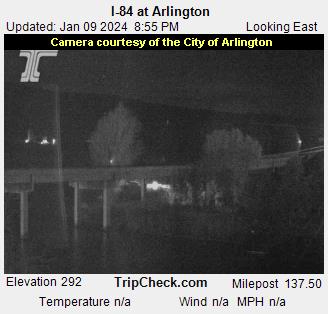 I-84 at Arlington
Updated: Jan 09 2024 8:55 PM Looking East
Camera courtesy of the City of Arlington
Elevation 292 TripCheck.com Milepost 137.50
Temperature n/a Wind n/a MPH n/a